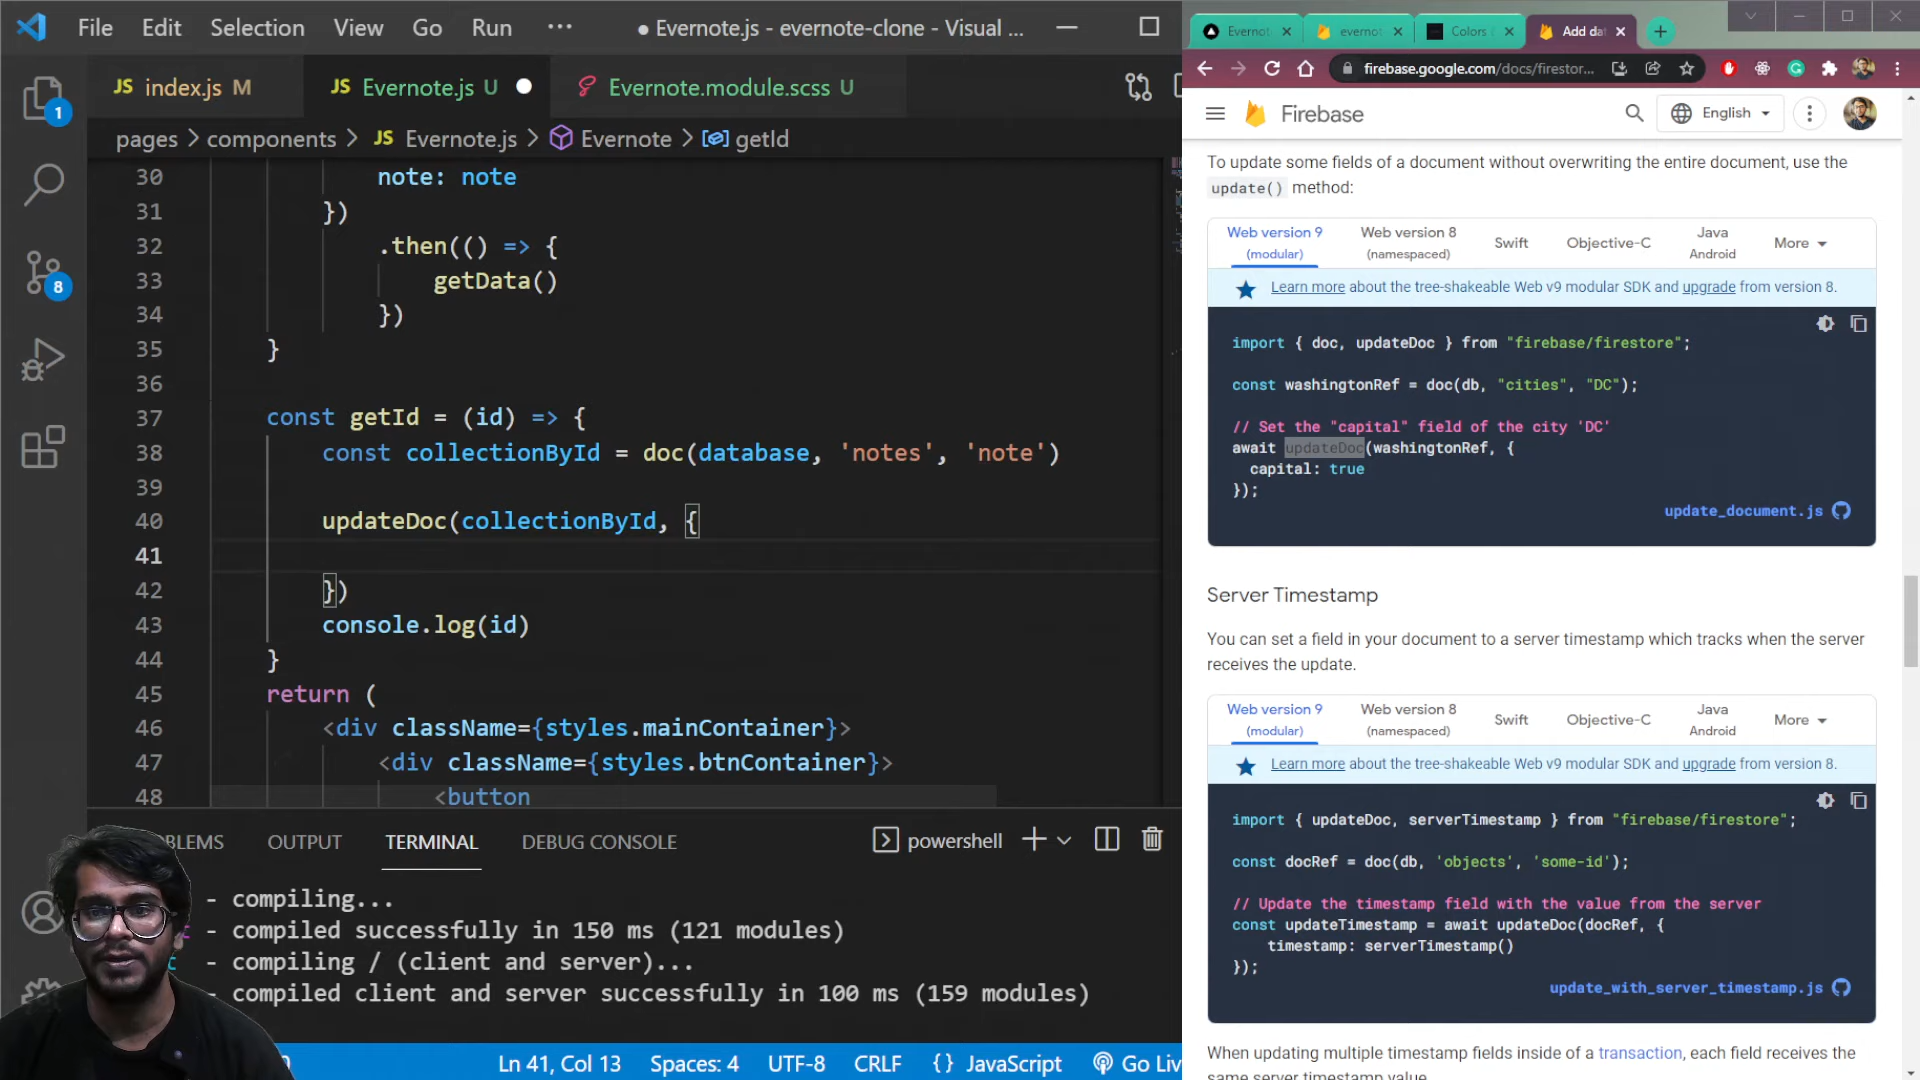 File Edit Selection View Go Run ··· ● Evernote.js - evernote-clone - Visual ...
JS index.js M JS Evernote.js U Evernote.module.scss U
pages > components > JS Evernote.js > Evernote > getId
1
8
30 note: note
31 })
32 .then(() => {
33 getData()
34 })
35 }
36
37 const getId = (id) => {
38 const collectionById = doc(database, 'notes', 'note')
39
40 updateDoc(collectionById, {
41
42 })
43 console.log(id)
44 }
45 return (
46 <div className={styles.mainContainer}>
47 <div className={styles.btnContainer}>
48 <button
OUTPUT TERMINAL DEBUG CONSOLE powershell
- compiling...
- compiled successfully in 150 ms (121 modules)
- compiling / (client and server)...
- compiled client and server successfully in 100 ms (159 modules)
Ln 41, Col 13 Spaces: 4 UTF-8 CRLF {} JavaScript Go Liv
Evernot evernot Colors Add dat
firebase.google.com/docs/firestor...
Firebase English
To update some fields of a document without overwriting the entire document, use the
update() method:
Web version 9 (modular) Web version 8 (namespaced) Swift Objective-C Java Android More
Learn more about the tree-shakeable Web v9 modular SDK and upgrade from version 8.
import { doc, updateDoc } from "firebase/firestore";
const washingtonRef = doc(db, "cities", "DC");
// Set the "capital" field of the city 'DC'
await updateDoc(washingtonRef, {
capital: true
});
update_document.js
Server Timestamp
You can set a field in your document to a server timestamp which tracks when the server
receives the update.
Web version 9 (modular) Web version 8 (namespaced) Swift Objective-C Java Android More
Learn more about the tree-shakeable Web v9 modular SDK and upgrade from version 8.
import { updateDoc, serverTimestamp } from "firebase/firestore";
const docRef = doc(db, 'objects', 'some-id');
// Update the timestamp field with the value from the server
const updateTimestamp = await updateDoc(docRef, {
timestamp: serverTimestamp()
});
update_with_server_timestamp.js
When updating multiple timestamp fields inside of a transaction, each field receives the
same server timestamp value.